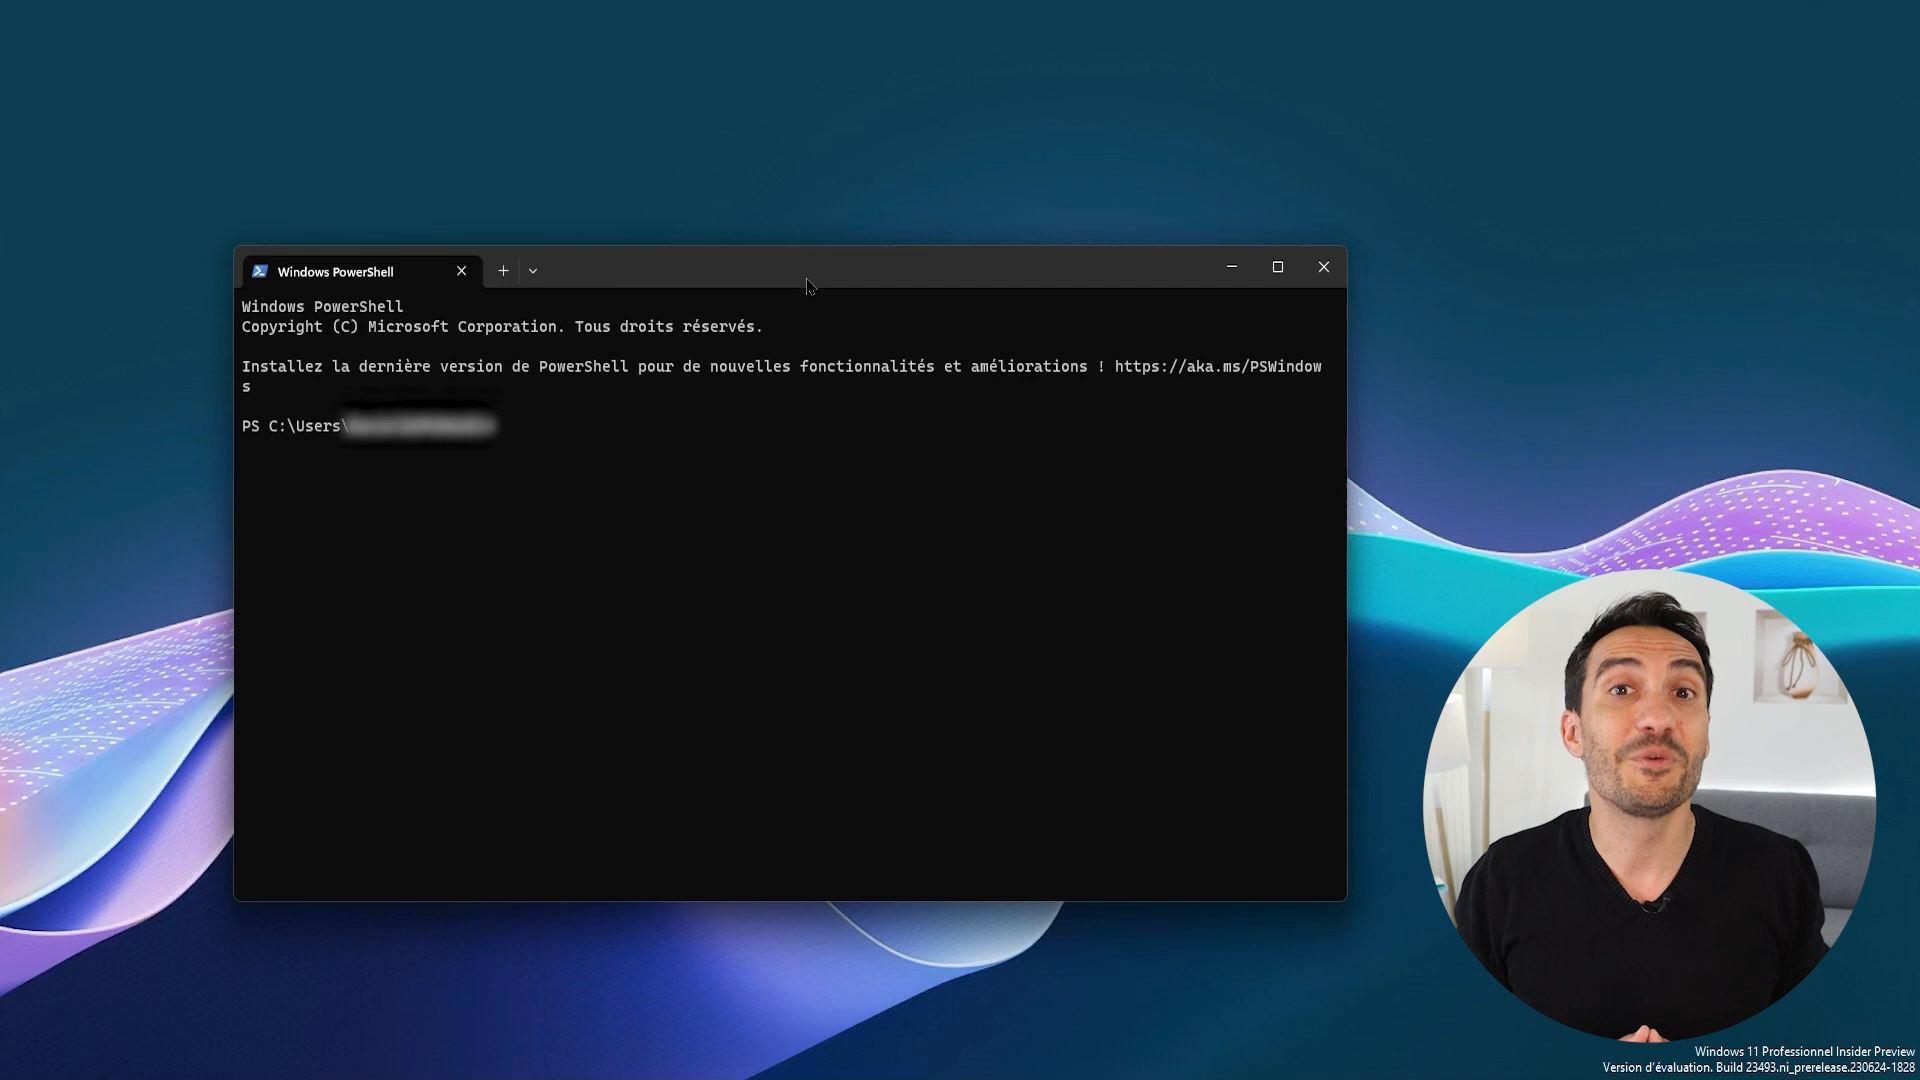 Windows PowerShell
Windows PowerShell
Copyright (C) Microsoft Corporation. Tous droits réservés.
Installez la dernière version de PowerShell pour de nouvelles fonctionnalités et améliorations ! https://aka.ms/PSWindow
s
PS C:\Users\
Windows 11 Professionnel Insider Preview
Version d'évaluation. Build 23493.ni_prerelease.230624-1828